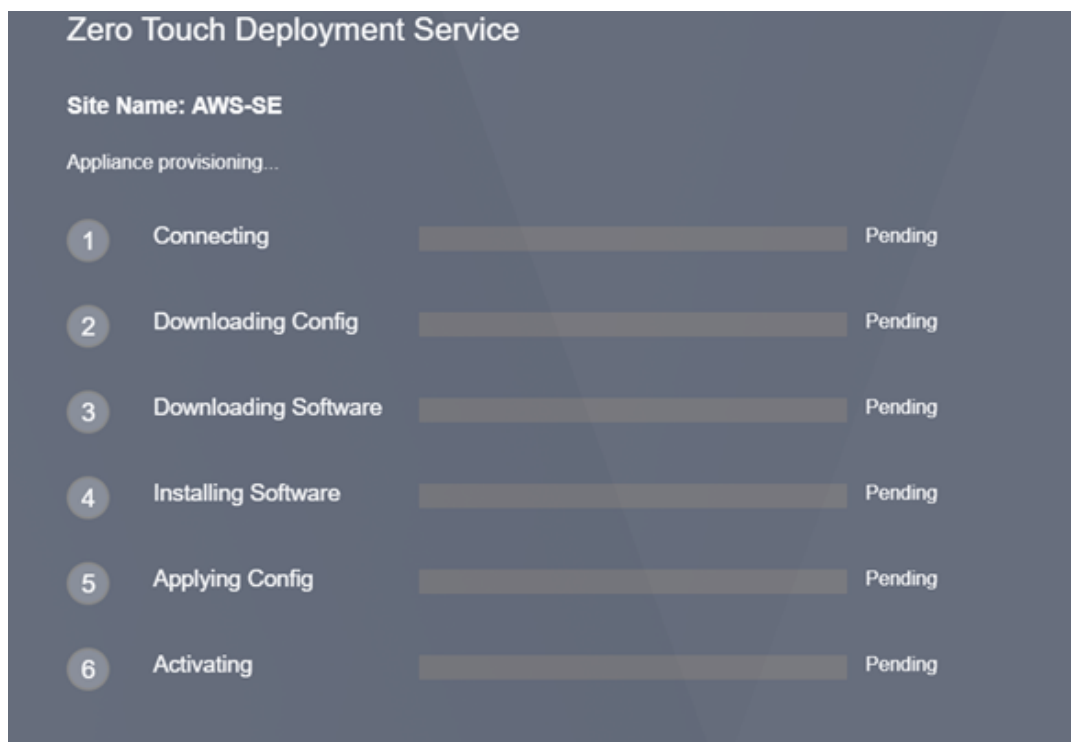 Zero Touch Deployment Service
Site Name: AWS-SE
Appliance provisioning...
1 Connecting Pending
2 Downloading Config Pending
3 Downloading Software Pending
4 Installing Software Pending
5 Applying Config Pending
6 Activating Pending